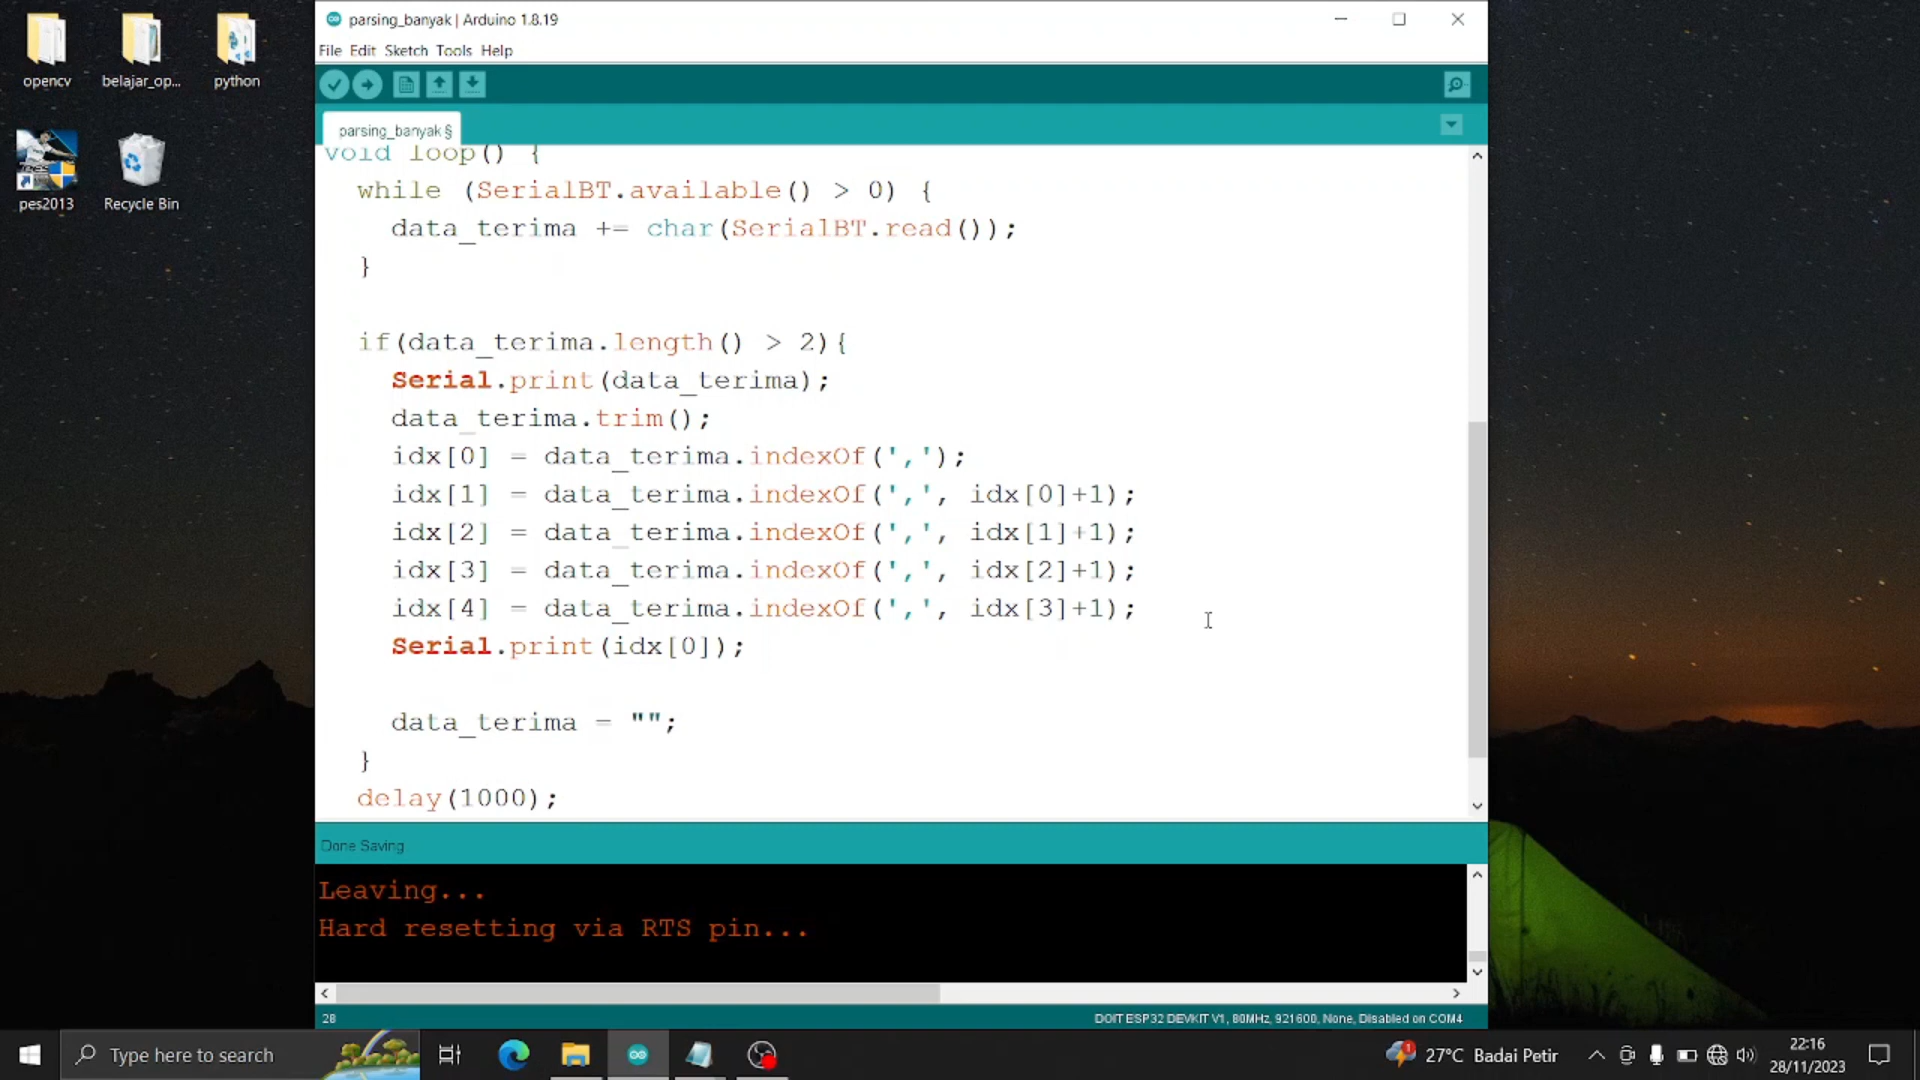 opencv
belajar_op...
python
pes2013
Recycle Bin
parsing_banyak | Arduino 1.8.19
File Edit Sketch Tools Help
parsing_banyak §
void loop() {
while (SerialBT.available() > 0) {
data_terima += char(SerialBT.read());
}
if(data_terima.length() > 2){
Serial.print(data_terima);
data_terima.trim();
idx[0] = data_terima.indexOf(',');
idx[1] = data_terima.indexOf(',', idx[0]+1);
idx[2] = data_terima.indexOf(',', idx[1]+1);
idx[3] = data_terima.indexOf(',', idx[2]+1);
idx[4] = data_terima.indexOf(',', idx[3]+1);
Serial.print(idx[0]);
data_terima = "";
}
delay(1000);
Done Saving
Leaving...
Hard resetting via RTS pin...
28
DOIT ESP32 DEVKIT V1, 80MHz, 921600, None, Disabled on COM4
Type here to search
27°C Badai Petir
22:16
28/11/2023